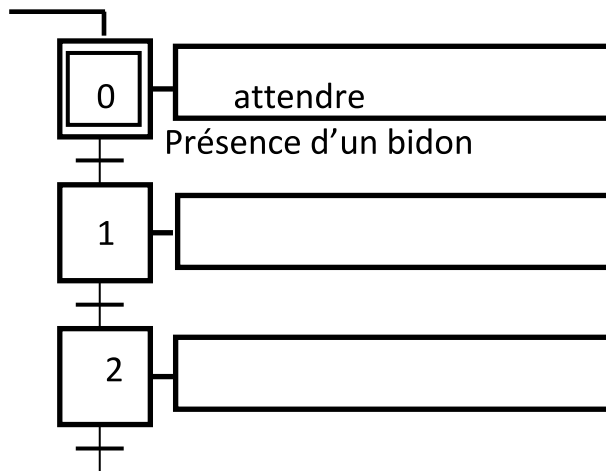 0 attendre
Présence d’un bidon
1
2